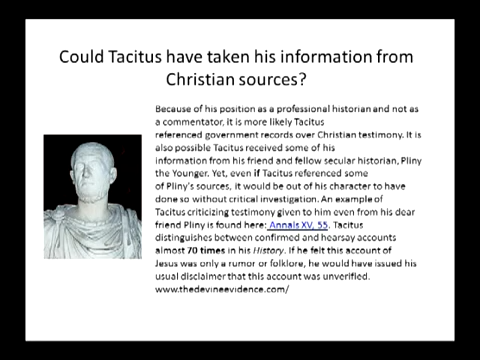 Could Tacitus have taken his information from
Christian sources?
Because of his position as a professional historian and not as
a commentator, it is more likely Tacitus
referenced government records over Christian testimony. It is
also possible Tacitus received some of his
information from his friend and fellow secular historian, Pliny
the Younger. Yet, even if Tacitus referenced some
of Pliny's sources, it would be out of his character to have
done so without critical investigation. An example of
Tacitus criticizing testimony given to him even from his dear
friend Pliny is found here: Annals XV, 55. Tacitus
distinguishes between confirmed and hearsay accounts
almost 70 times in his History. If he felt this account of
Jesus was only a rumor or folklore, he would have issued his
usual disclaimer that this account was unverified.
www.thedevineevidence.com/